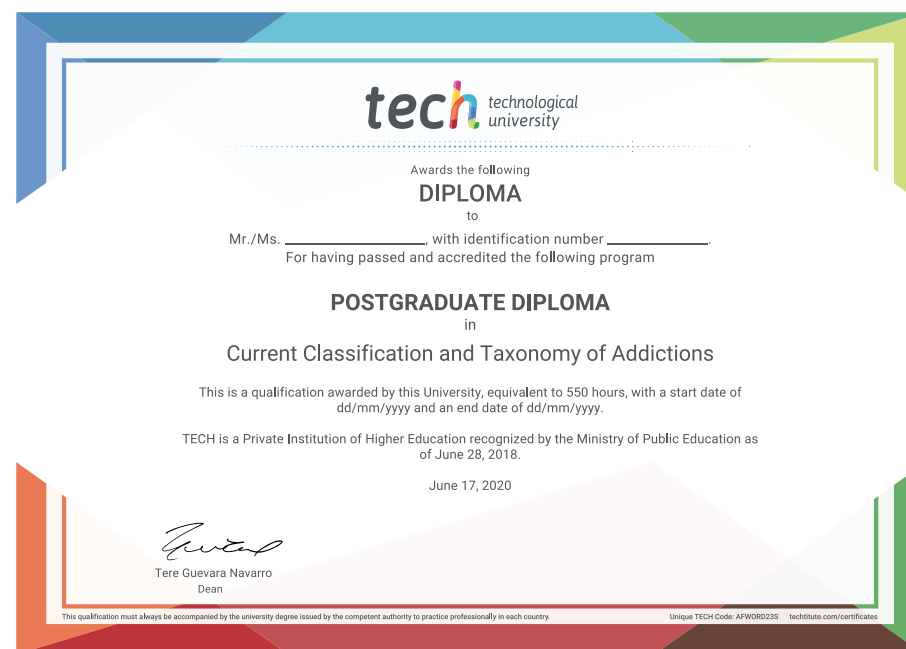 tech technological
university
Awards the following
DIPLOMA
to
Mr./Ms. ____________, with identification number ____________.
For having passed and accredited the following program
POSTGRADUATE DIPLOMA
in
Current Classification and Taxonomy of Addictions
This is a qualification awarded by this University, equivalent to 550 hours, with a start date of
dd/mm/yyyy and an end date of dd/mm/yyyy.
TECH is a Private Institution of Higher Education recognized by the Ministry of Public Education as
of June 28, 2018.
June 17, 2020
Tere Guevara Navarro
Dean
This qualification must always be accompanied by the university degree issued by the competent authority to practice professionally in each country.
Unique TECH Code: AFWORD23S techtitute.com/certificates